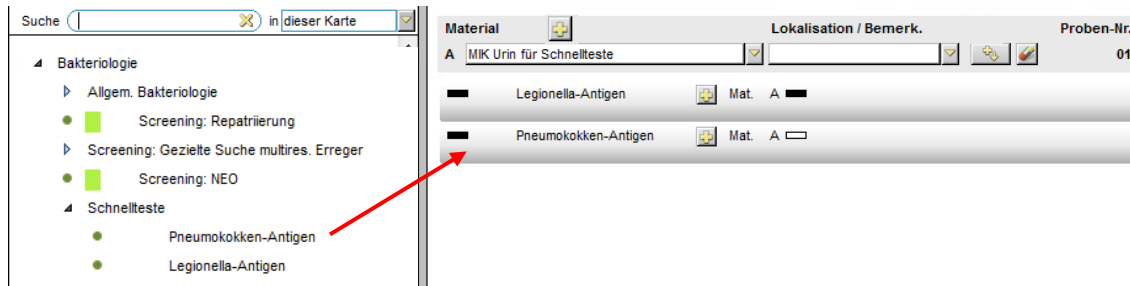 Suche in dieser Karte
Bakteriologie
Allgem. Bakteriologie
Screening: Repatriierung
Screening: Gezielte Suche multires. Erreger
Screening: NEO
Schnellteste
Pneumokokken-Antigen
Legionella-Antigen
Material Lokalisation / Bemerk. Proben-Nr.
A MIK Urin für Schnellteste 01
Legionella-Antigen Mat. A
Pneumokokken-Antigen Mat. A